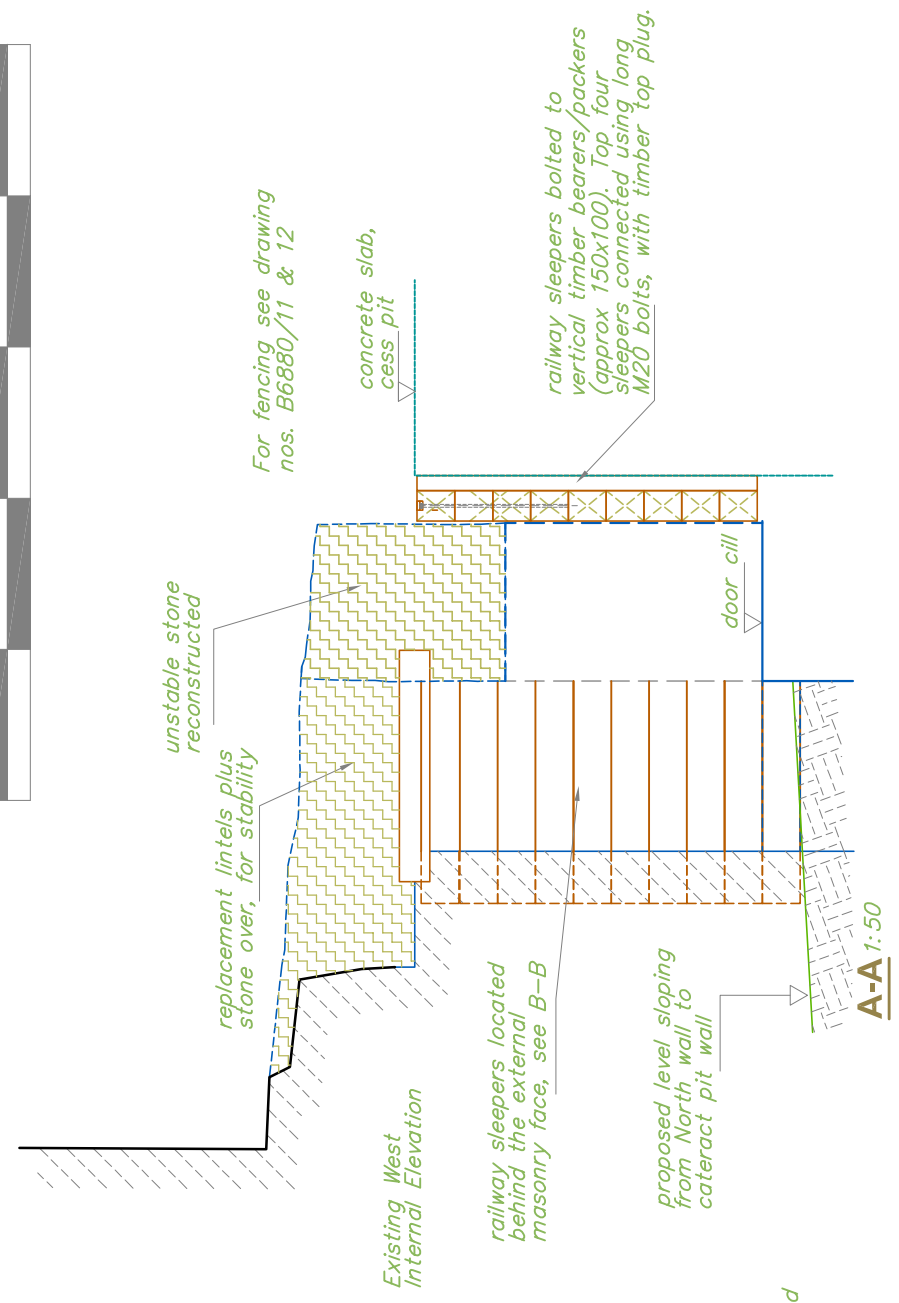 For fencing see drawing
nos. B6880/11 & 12
concrete slab,
cess pit
railway sleepers bolted to
vertical timber bearers/packers
(approx 150x100). Top four
sleepers connected using long
M20 bolts, with timber top plug.
unstable stone
reconstructed
replacement lintels plus
stone over, for stability
door cill
Existing West
Internal Elevation
railway sleepers located
behind the external
masonry face, see B-B
proposed level sloping
from North wall to
cateract pit wall
A-A 1:50
d